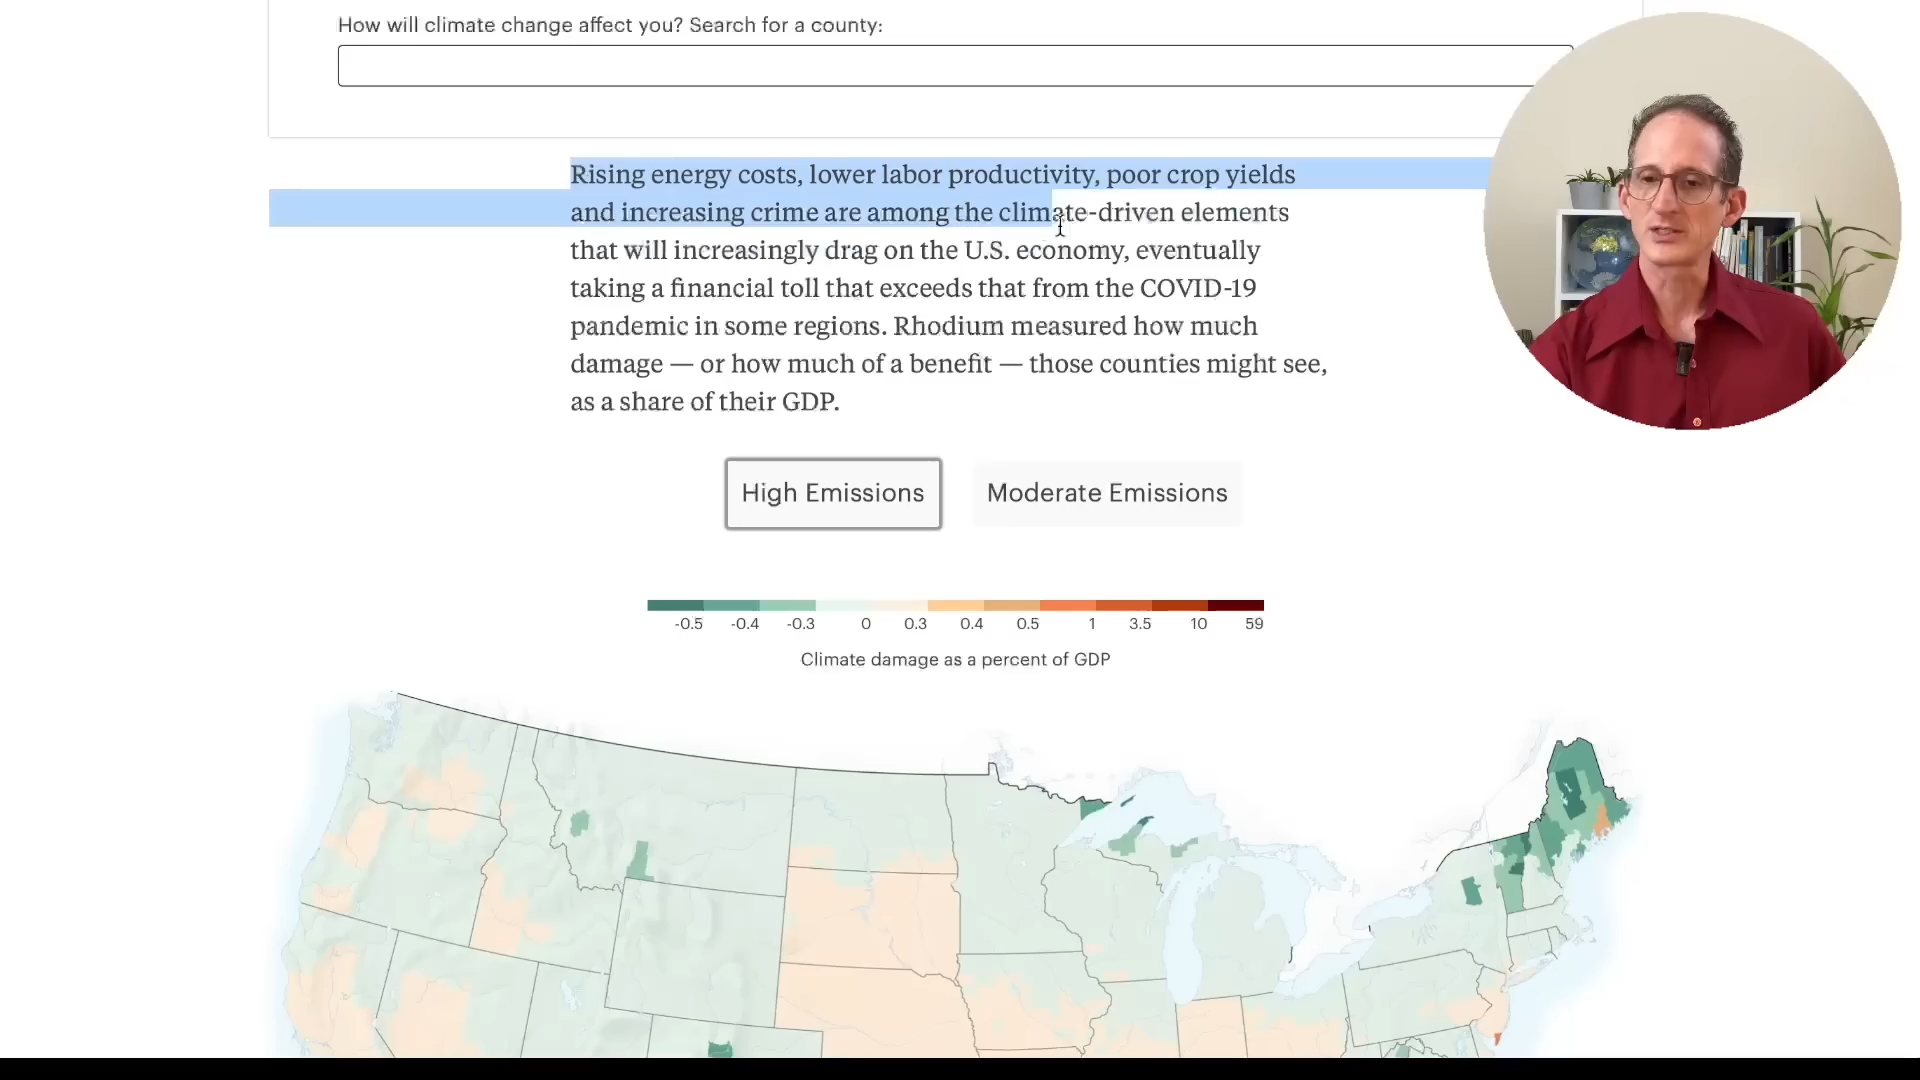 How will climate change affect you? Search for a county:
Rising energy costs, lower labor productivity, poor crop yields
and increasing crime are among the climate-driven elements
that will increasingly drag on the U.S. economy, eventually
taking a financial toll that exceeds that from the COVID-19
pandemic in some regions. Rhodium measured how much
damage — or how much of a benefit — those counties might see,
as a share of their GDP.
High Emissions
Moderate Emissions
-0.5 -0.4 -0.3 0 0.3 0.4 0.5 1 3.5 10 59
Climate damage as a percent of GDP